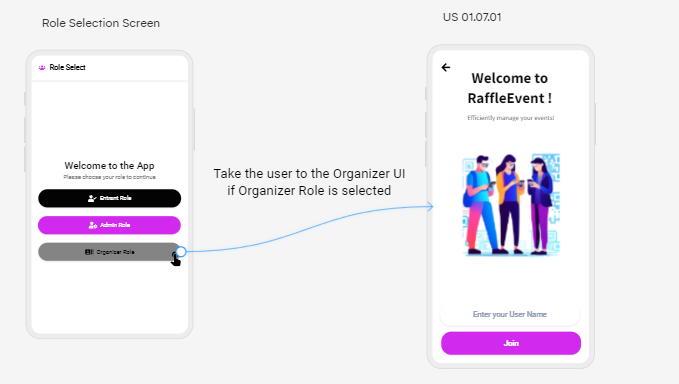 Role Selection Screen
US 01.07.01
Role Select
Welcome to the App
Please choose your role to continue
Entrant Role
Admin Role
Organizer Role
Take the user to the Organizer UI
if Organizer Role is selected
Welcome to
RaffleEvent !
Efficiently manage your events!
Enter your User Name
Join